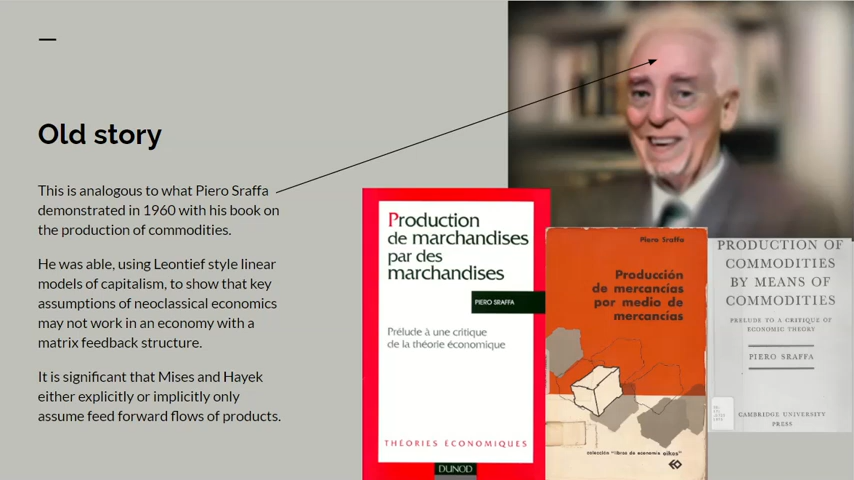 Old story
This is analogous to what Piero Sraffa
demonstrated in 1960 with his book on
the production of commodities.
He was able, using Leontief style linear
models of capitalism, to show that key
assumptions of neoclassical economics
may not work in an economy with a
matrix feedback structure.
It is significant that Mises and Hayek
either explicitly or implicitly only
assume feed forward flows of products.
Production
de marchandises
par des
marchandises
PIERO SRAFFA
Prélude à une critique
de la théorie économique
THÉORIES ÉCONOMIQUES
DUNOD
Piero Sraffa
Producción
de mercancías
por medio de
mercancías
colección "libros de economía oikos"
PRODUCTION OF
COMMODITIES
BY MEANS OF
COMMODITIES
PRELUDE TO A CRITIQUE OF
ECONOMIC THEORY
PIERO SRAFFA
CAMBRIDGE UNIVERSITY
PRESS